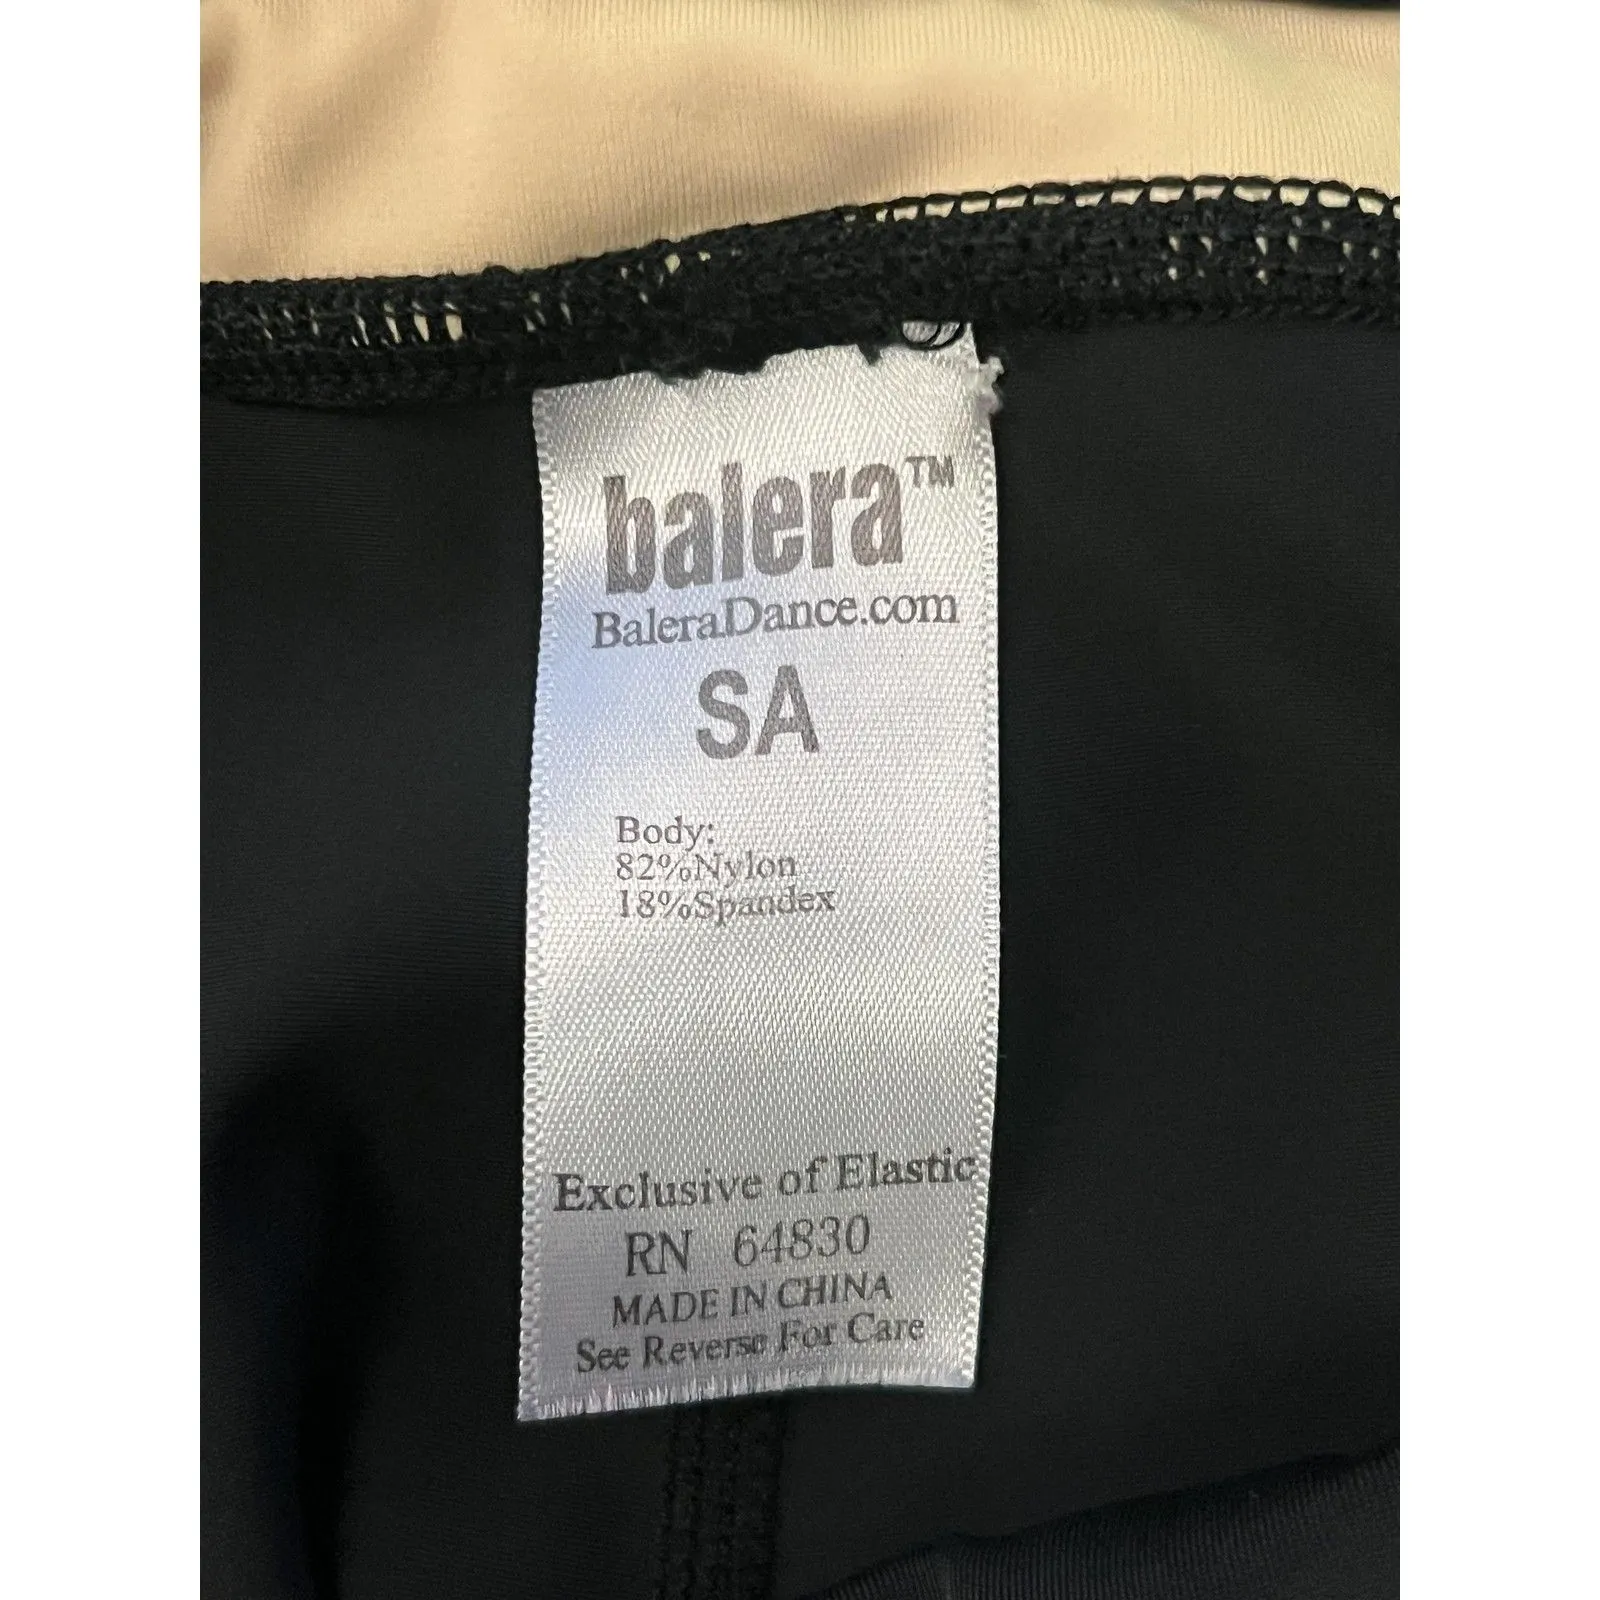 balera™
BaleraDance.com
SA
Body:
82%Nylon
18%Spandex
Exclusive of Elastic
RN 64830
MADE IN CHINA
See Reverse For Care